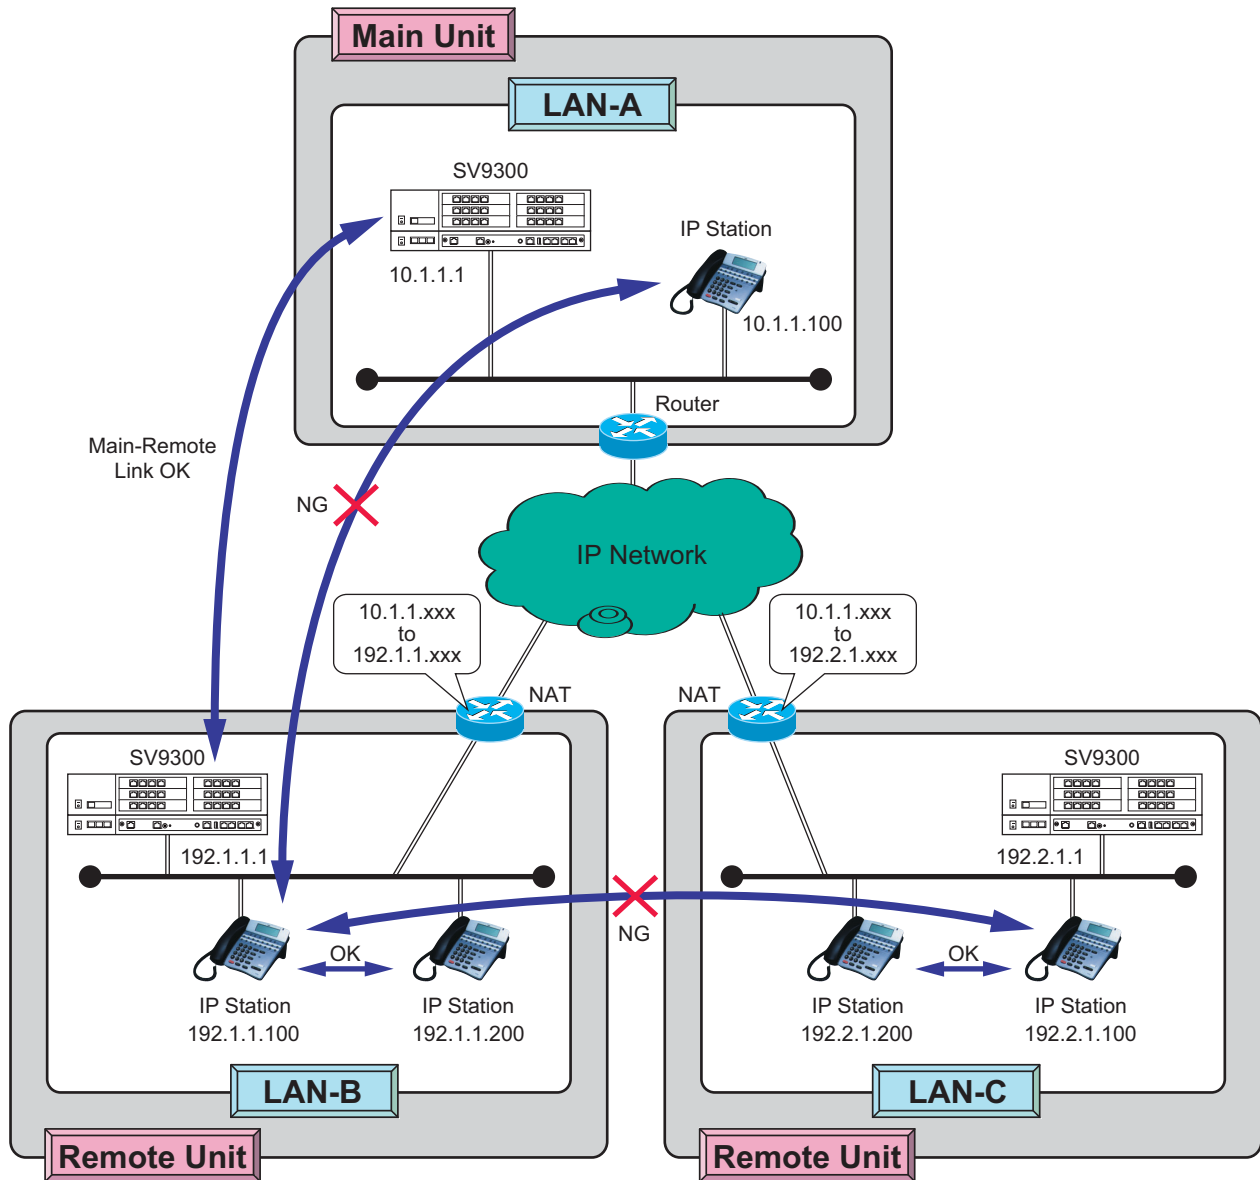 Main Unit
LAN-A
SV9300
IP Station
10.1.1.1
10.1.1.100
Router
Main-Remote
Link OK
NG
IP Network
10.1.1.xxx
to
192.1.1.xxx
10.1.1.xxx
to
192.2.1.xxx
NAT
NAT
SV9300
SV9300
192.1.1.1
192.2.1.1
NG
OK
OK
IP Station
192.1.1.100
IP Station
192.1.1.200
IP Station
192.2.1.200
IP Station
192.2.1.100
LAN-B
LAN-C
Remote Unit
Remote Unit